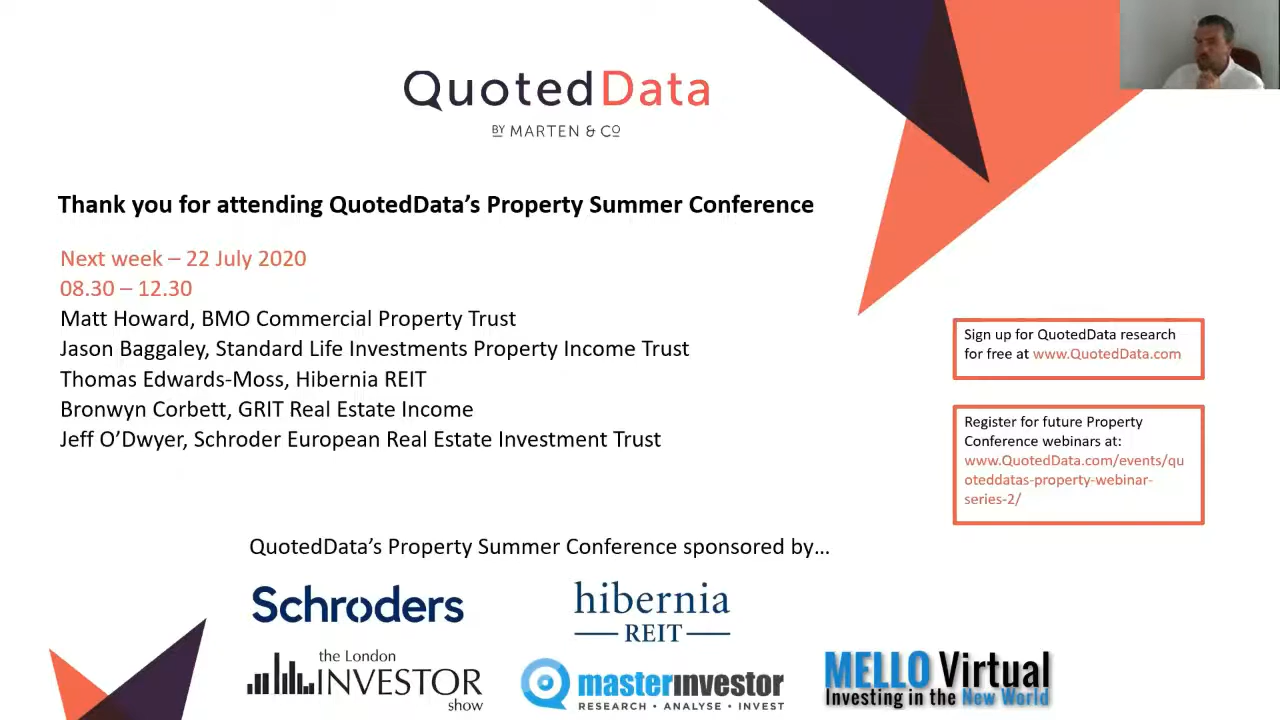 QuotedData
BY MARTEN & CO
Thank you for attending QuotedData’s Property Summer Conference
Next week – 22 July 2020
08.30 – 12.30
Matt Howard, BMO Commercial Property Trust
Jason Baggaley, Standard Life Investments Property Income Trust
Thomas Edwards-Moss, Hibernia REIT
Bronwyn Corbett, GRIT Real Estate Income
Jeff O’Dwyer, Schroder European Real Estate Investment Trust
Sign up for QuotedData research
for free at www.QuotedData.com
Register for future Property
Conference webinars at:
www.QuotedData.com/events/qu
oteddatas-property-webinar-
series-2/
QuotedData’s Property Summer Conference sponsored by…
Schroders
hibernia
REIT
the London
INVESTOR
show
masterinvestor
RESEARCH • ANALYSE • INVEST
MELLO Virtual
Investing in the New World